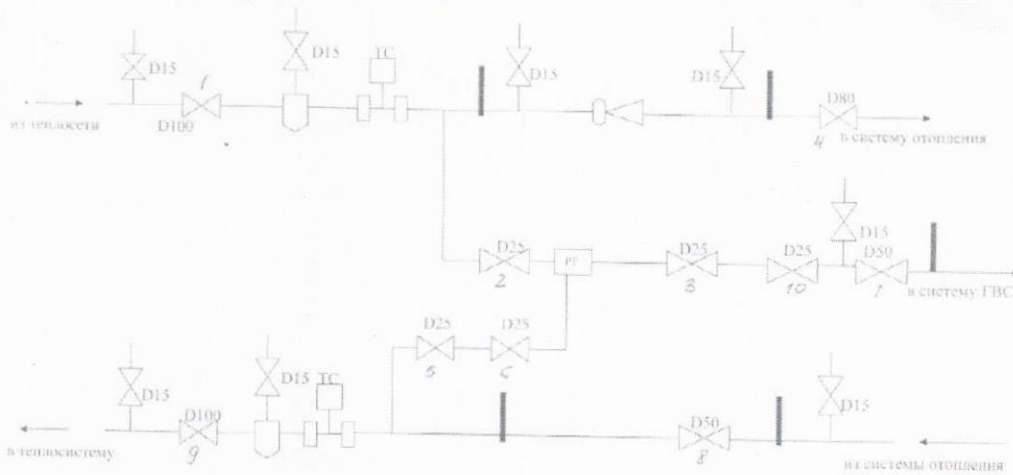 D15
D15
ТС
D15
D15
1
D100
из теплосети
D80
4
в систему отопления
D25
2
РТ
D25
3
D25
10
D15
D50
в систему ГВС
D25
5
D25
6
D15
D100
9
D15
ТС
в теплосистему
D50
8
D15
из системы отопления